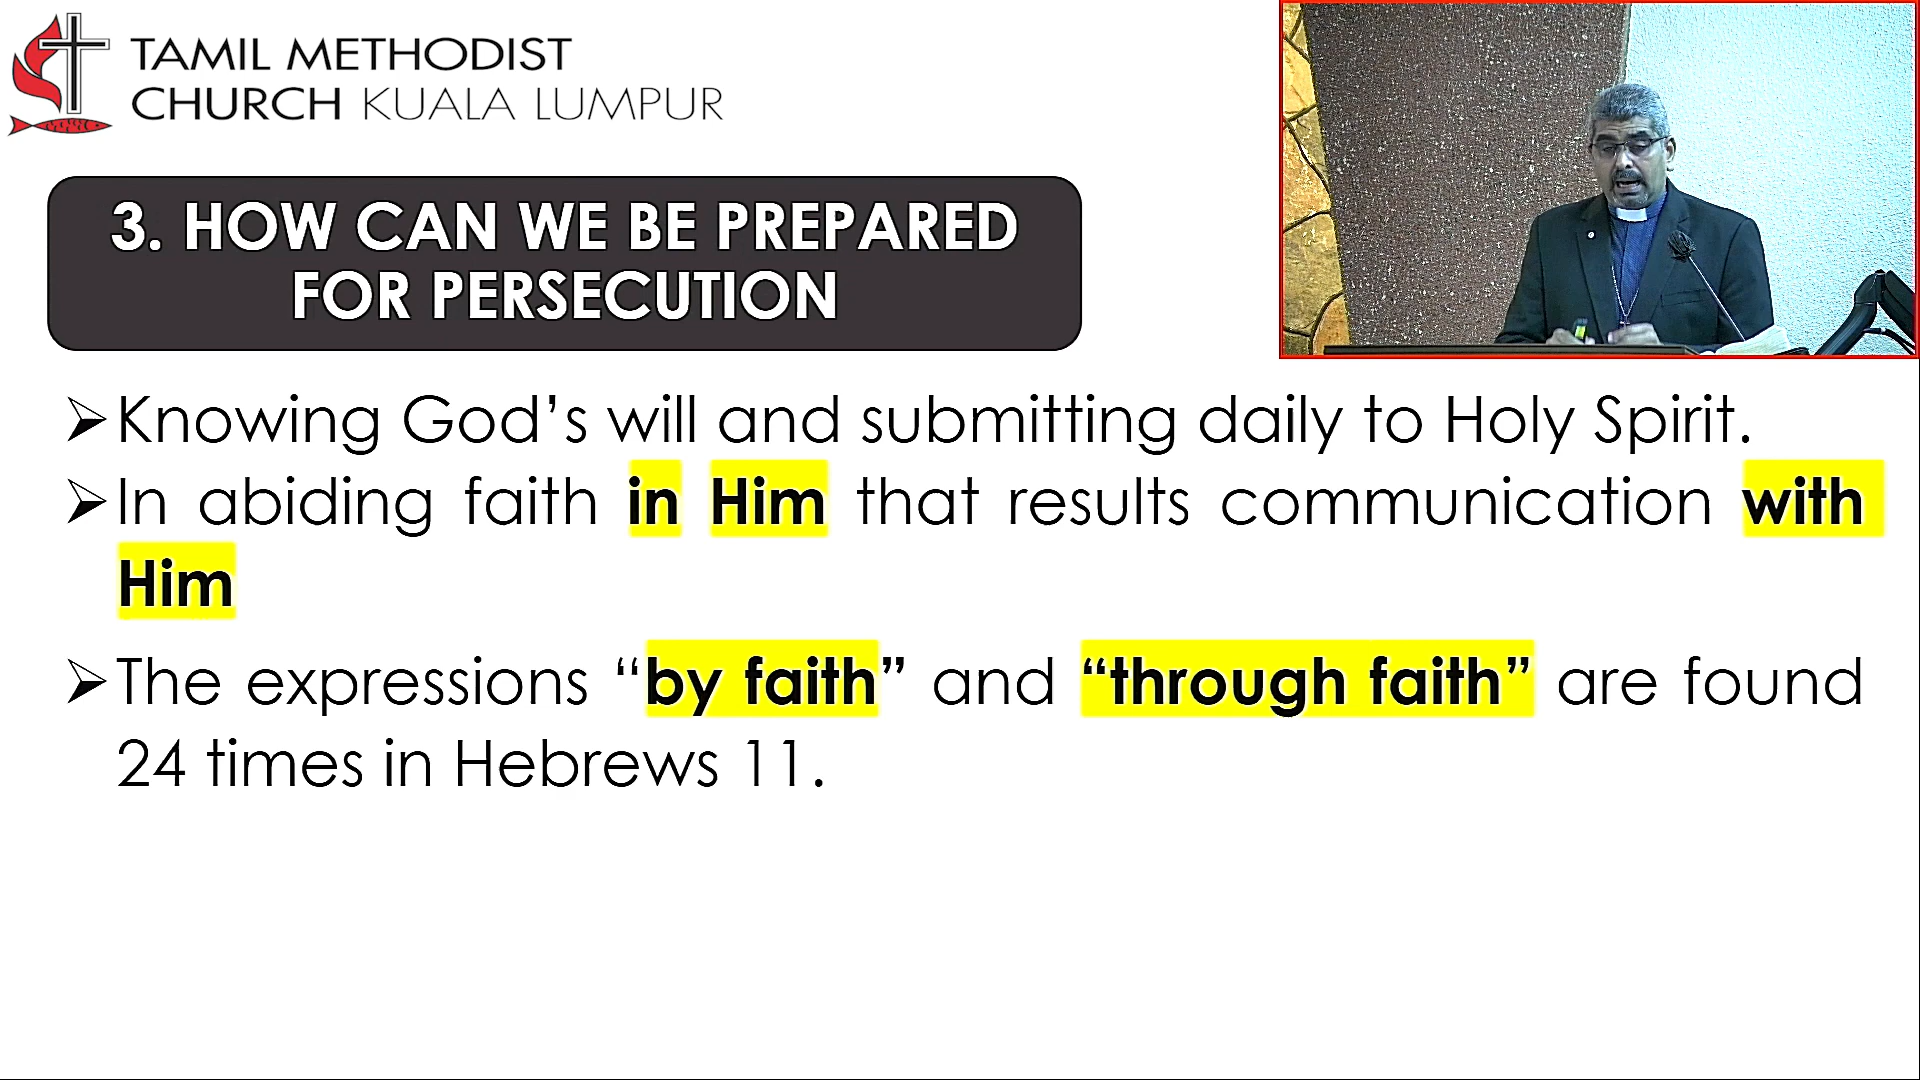 TAMIL METHODIST
CHURCH KUALA LUMPUR
3. HOW CAN WE BE PREPARED
FOR PERSECUTION
➢Knowing God’s will and submitting daily to Holy Spirit.
➢In abiding faith in Him that results communication with
Him
➢The expressions “by faith” and “through faith” are found
24 times in Hebrews 11.